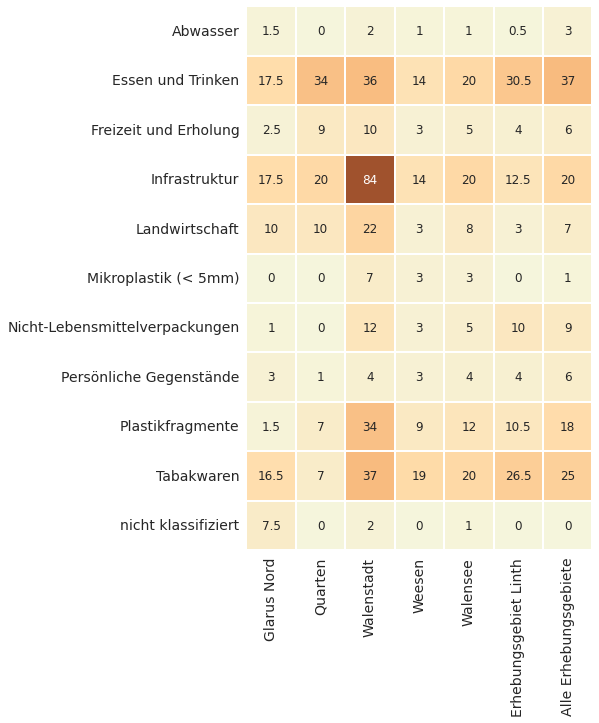 Abwasser 1.5 0 2 1 1 0.5 3
Essen und Trinken 17.5 34 36 14 20 30.5 37
Freizeit und Erholung 2.5 9 10 3 5 4 6
Infrastruktur 17.5 20 84 14 20 12.5 20
Landwirtschaft 10 10 22 3 8 3 7
Mikroplastik (< 5mm) 0 0 7 3 3 0 1
Nicht-Lebensmittelverpackungen 1 0 12 3 5 10 9
Persönliche Gegenstände 3 1 4 3 4 4 6
Plastikfragmente 1.5 7 34 9 12 10.5 18
Tabakwaren 16.5 7 37 19 20 26.5 25
nicht klassifiziert 7.5 0 2 0 1 0 0
Glarus Nord
Quarten
Walenstadt
Weesen
Walensee
Erhebungsgebiet Linth
Alle Erhebungsgebiete